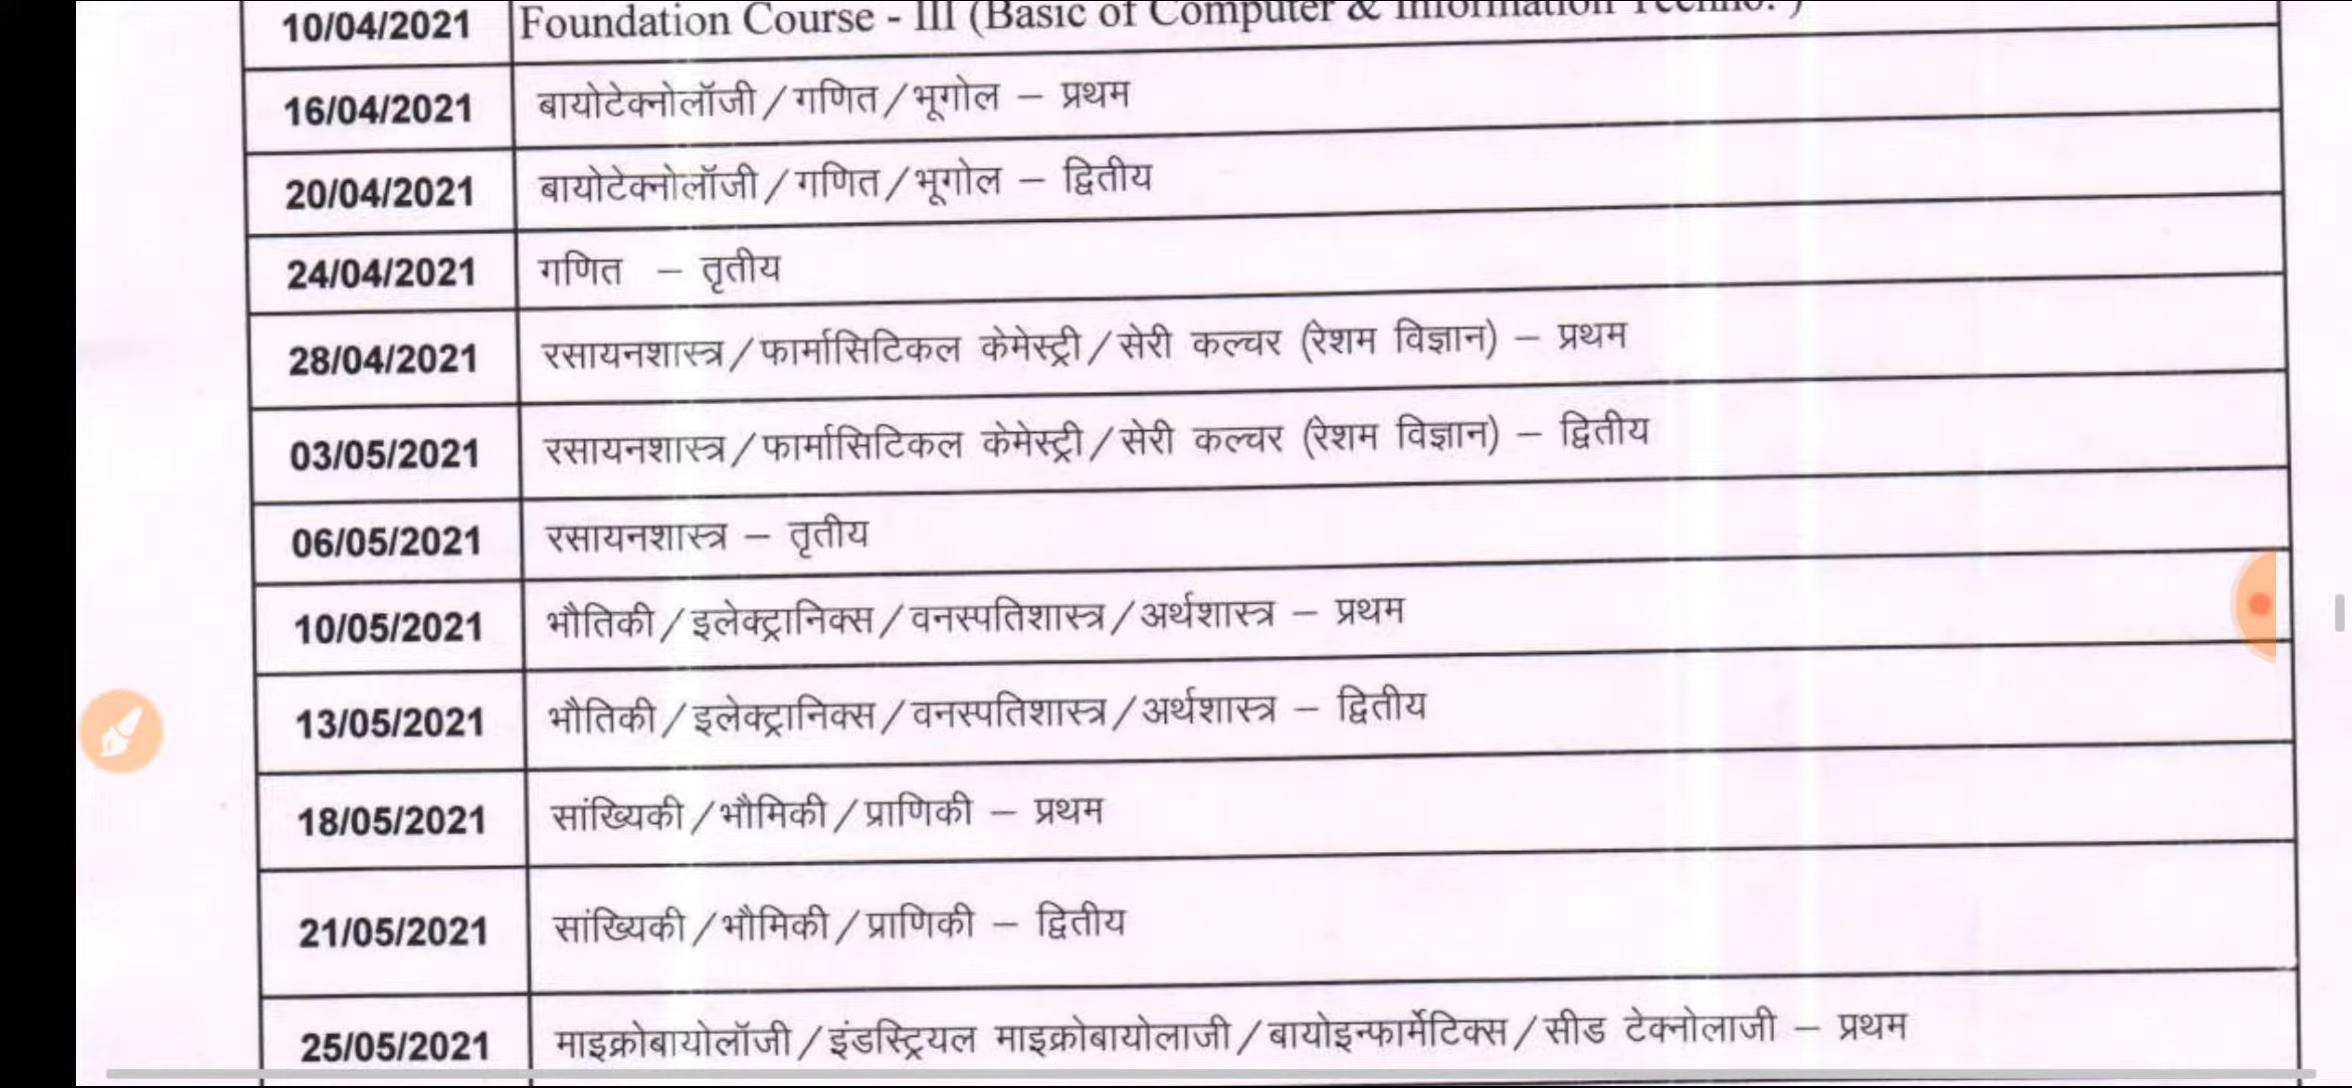 10/04/2021 Foundation Course - III (Basic of Computer & Information Techno. )
16/04/2021 बायोटेक्नोलॉजी/गणित/भूगोल – प्रथम
20/04/2021 बायोटेक्नोलॉजी/गणित/भूगोल – द्वितीय
24/04/2021 गणित – तृतीय
28/04/2021 रसायनशास्त्र/फार्मासिटिकल केमेस्ट्री/सेरी कल्चर (रेशम विज्ञान) – प्रथम
03/05/2021 रसायनशास्त्र/फार्मासिटिकल केमेस्ट्री/सेरी कल्चर (रेशम विज्ञान) – द्वितीय
06/05/2021 रसायनशास्त्र – तृतीय
10/05/2021 भौतिकी/इलेक्ट्रानिक्स/वनस्पतिशास्त्र/अर्थशास्त्र – प्रथम
13/05/2021 भौतिकी/इलेक्ट्रानिक्स/वनस्पतिशास्त्र/अर्थशास्त्र – द्वितीय
18/05/2021 सांख्यिकी/भौमिकी/प्राणिकी – प्रथम
21/05/2021 सांख्यिकी/भौमिकी/प्राणिकी – द्वितीय
25/05/2021 माइक्रोबायोलॉजी/इंडस्ट्रियल माइक्रोबायोलाजी/बायोइन्फार्मेटिक्स/सीड टेक्नोलाजी – प्रथम